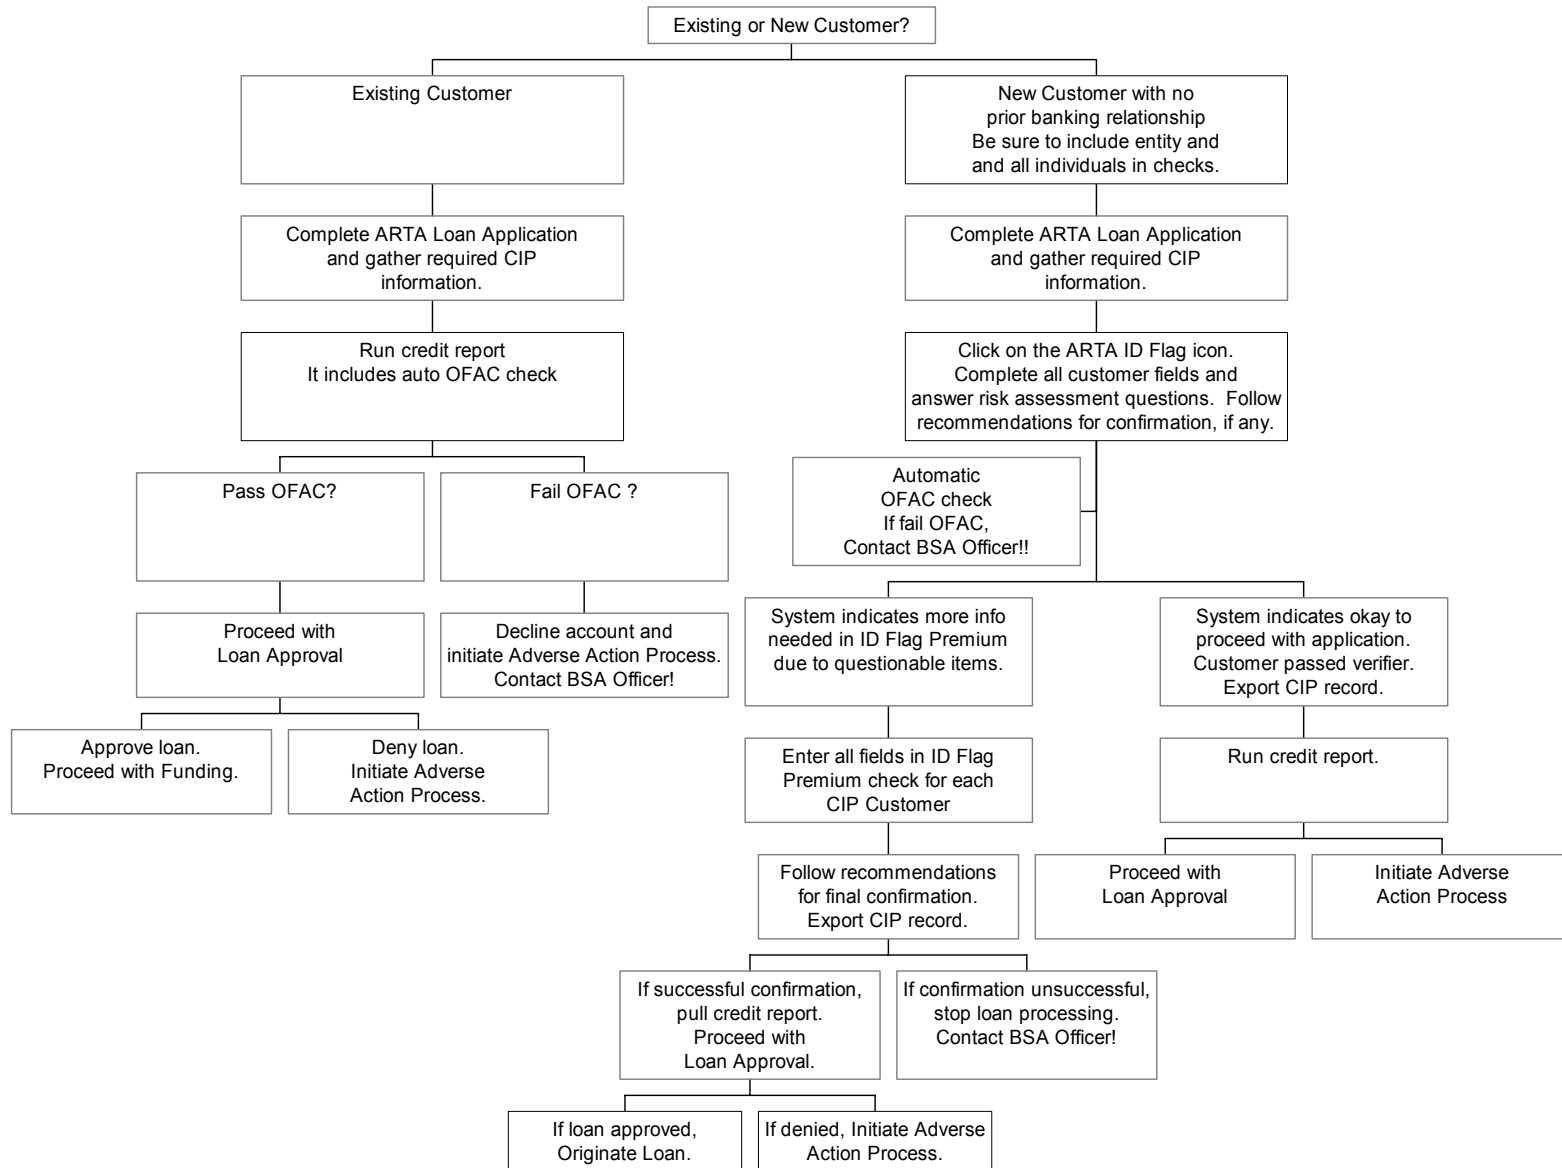 Existing or New Customer?
Existing Customer
New Customer with no
prior banking relationship
Be sure to include entity and
and all individuals in checks.
Complete ARTA Loan Application
and gather required CIP
information.
Complete ARTA Loan Application
and gather required CIP
information.
Run credit report
It includes auto OFAC check
Click on the ARTA ID Flag icon.
Complete all customer fields and
answer risk assessment questions.  Follow
recommendations for confirmation, if any.
Pass OFAC?
Fail OFAC ?
Automatic
OFAC check
If fail OFAC,
Contact BSA Officer!!
Proceed with
Loan Approval
Decline account and
initiate Adverse Action Process.
Contact BSA Officer!
System indicates more info
needed in ID Flag Premium
due to questionable items.
System indicates okay to
proceed with application.
Customer passed verifier.
Export CIP record.
Approve loan.
Proceed with Funding.
Deny loan.
Initiate Adverse
Action Process.
Enter all fields in ID Flag
Premium check for each
CIP Customer
Run credit report.
Follow recommendations
for final confirmation.
Export CIP record.
Proceed with
Loan Approval
Initiate Adverse
Action Process
If successful confirmation,
pull credit report.
Proceed with
Loan Approval.
If confirmation unsuccessful,
stop loan processing.
Contact BSA Officer!
If loan approved,
Originate Loan.
If denied, Initiate Adverse
Action Process.